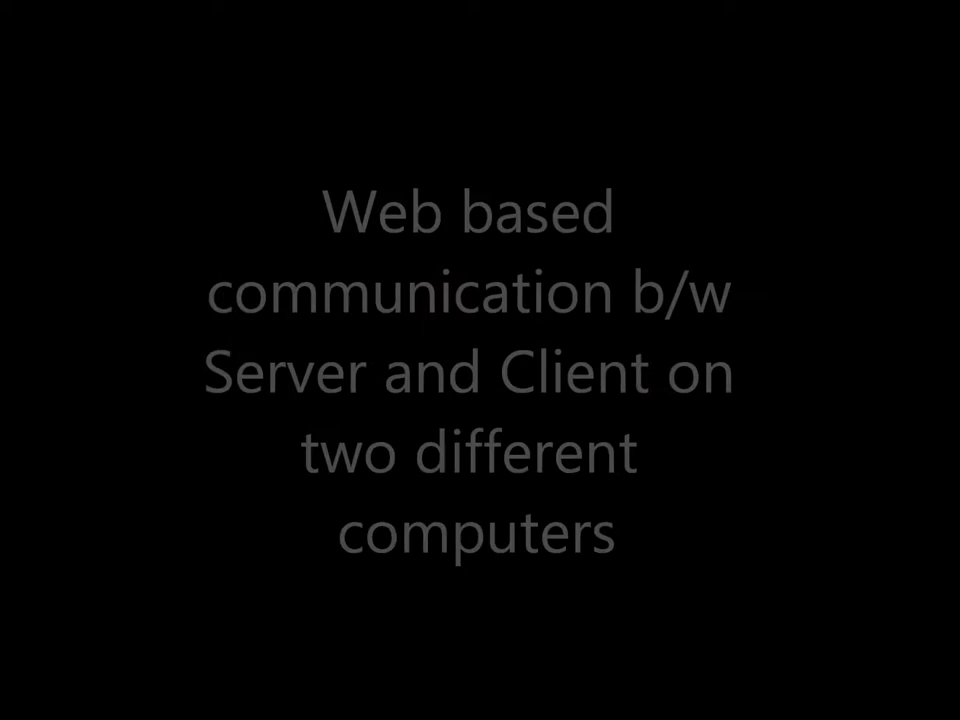 Web based
communication b/w
Server and Client on
two different
computers